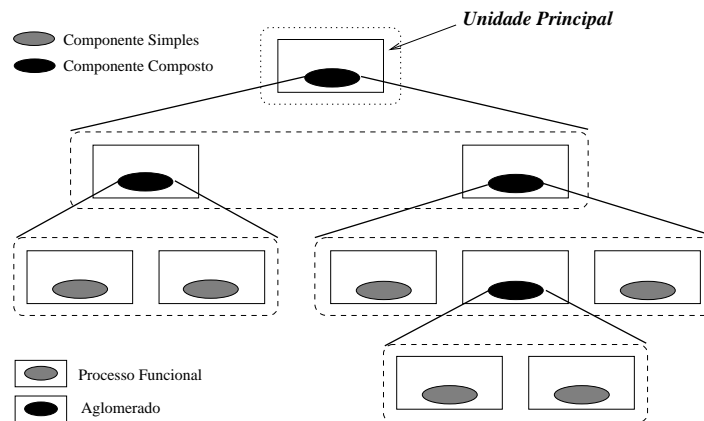 Unidade Principal
Componente Simples
Componente Composto
Processo Funcional
Aglomerado